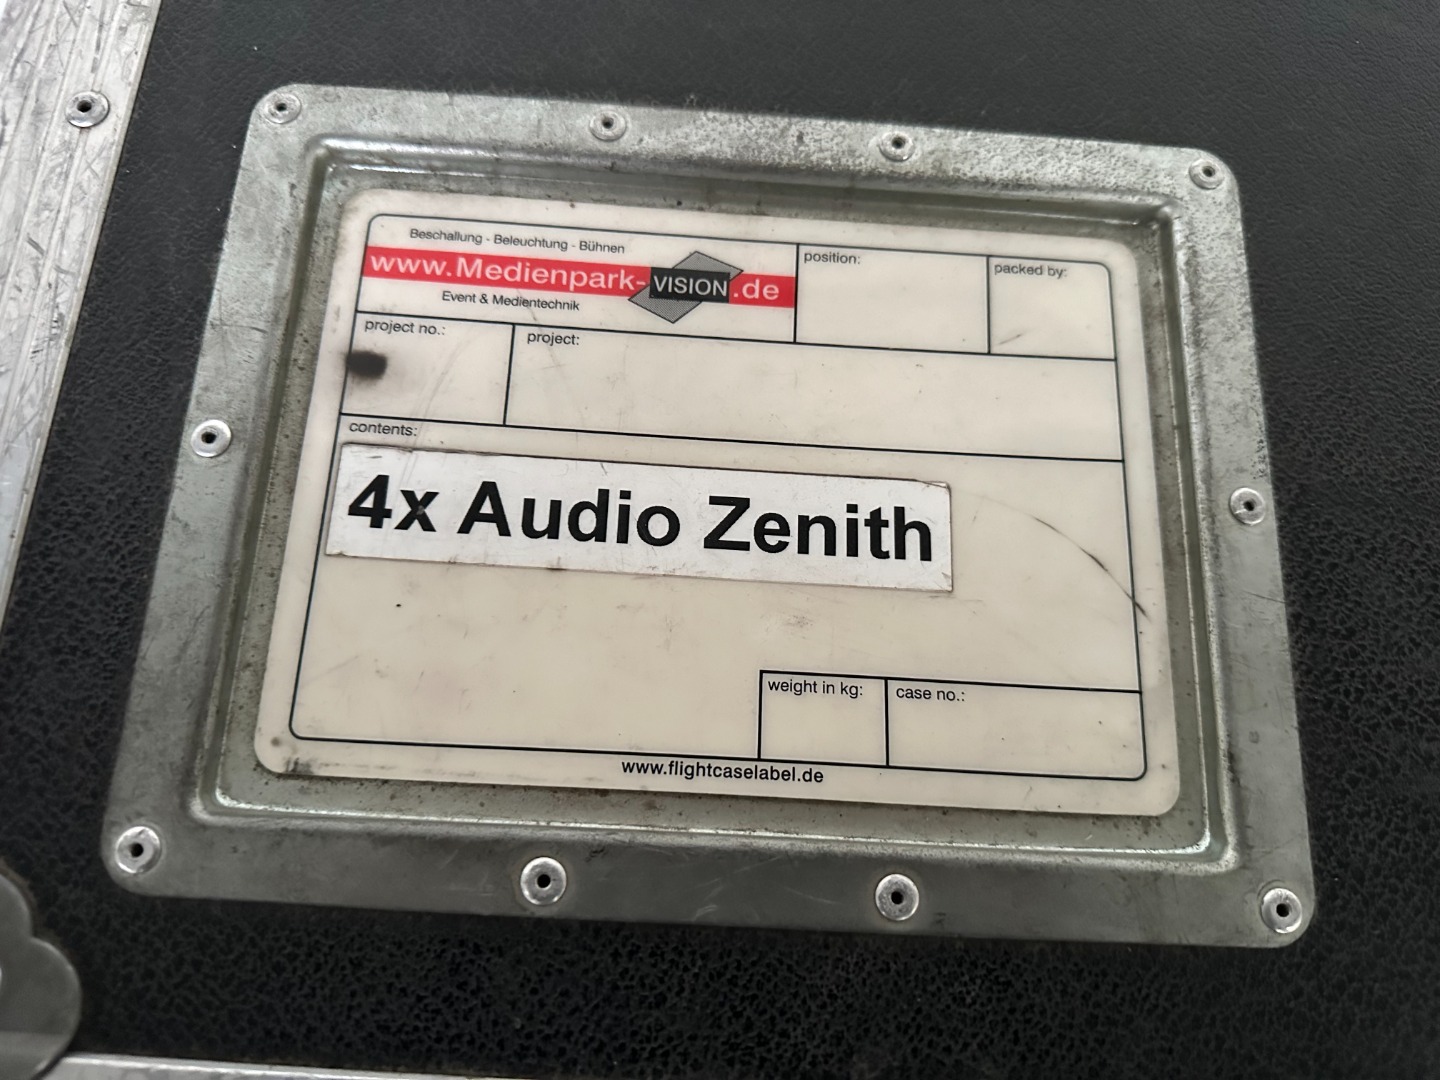 Beschallung - Beleuchtung - Bühnen
www.Medienpark-VISION.de
Event & Medientechnik
position:
packed by:
project no.:
project:
contents:
4x Audio Zenith
weight in kg:
case no.:
www.flightcaselabel.de